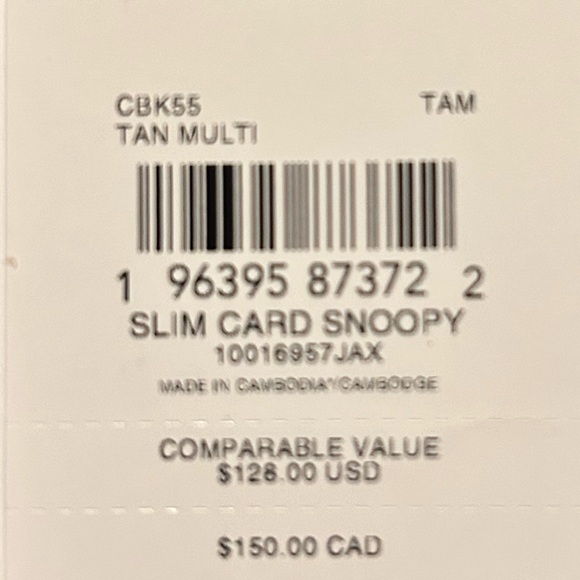 CBK55 TAM
TAN MULTI
1 96395 87372 2
SLIM CARD SNOOPY
10016957JAX
MADE IN CAMBODIA/CAMBODGE
COMPARABLE VALUE
$128.00 USD
$150.00 CAD